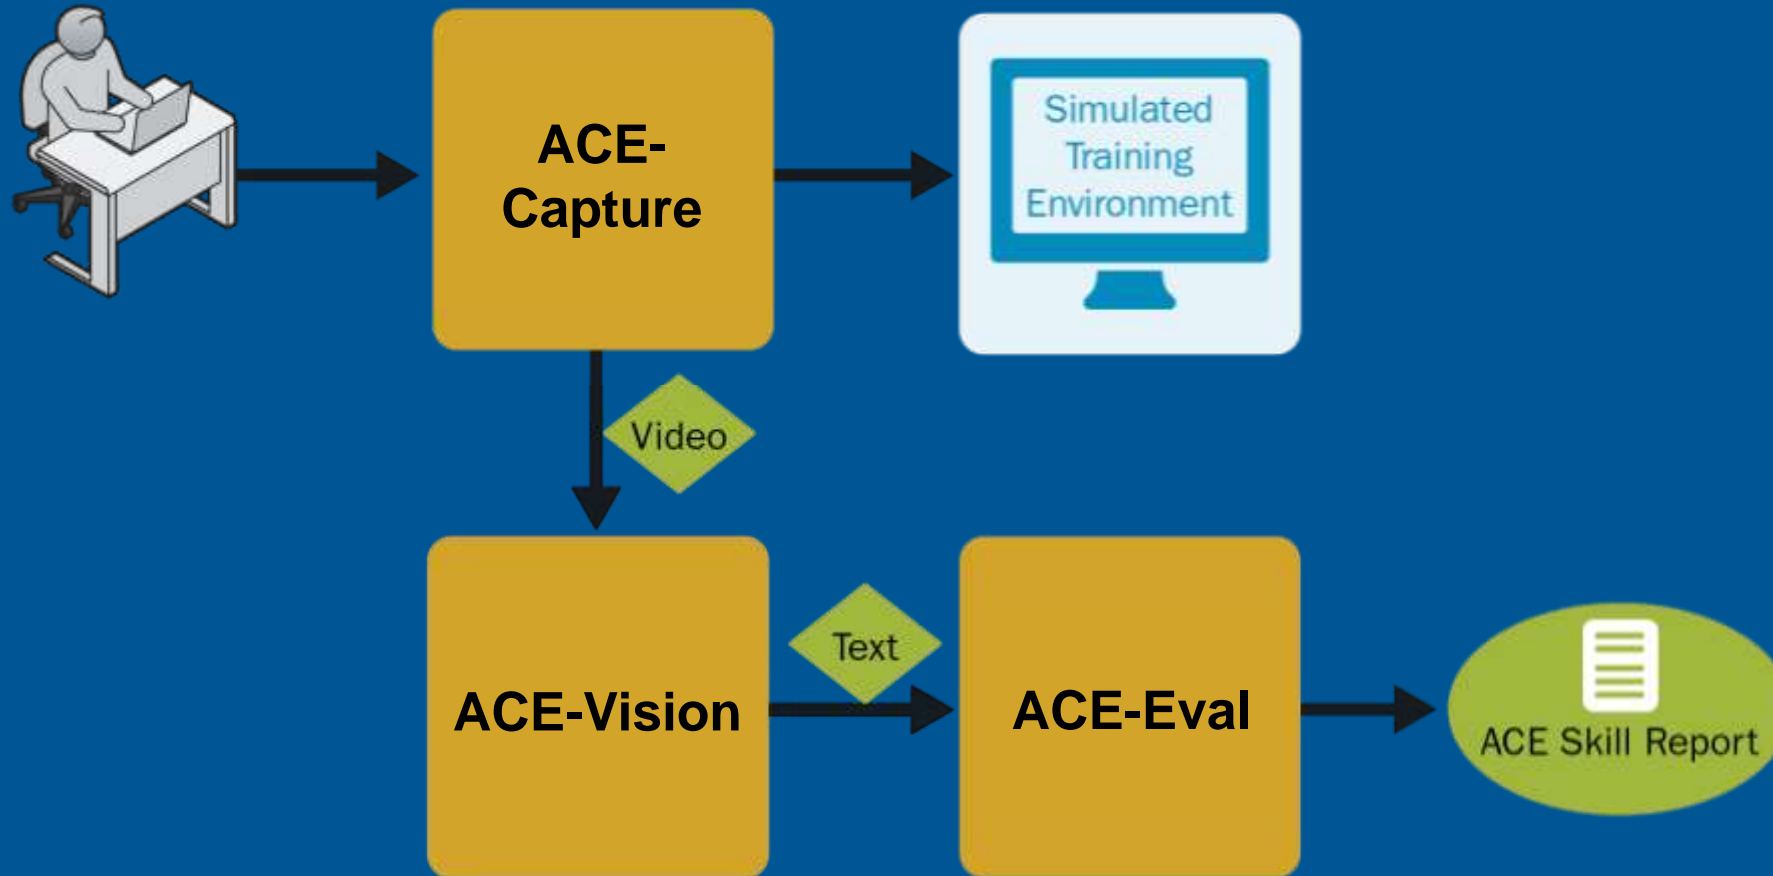 ACE-
Capture
Simulated
Training
Environment
Video
ACE-Vision
Text
ACE-Eval
ACE Skill Report